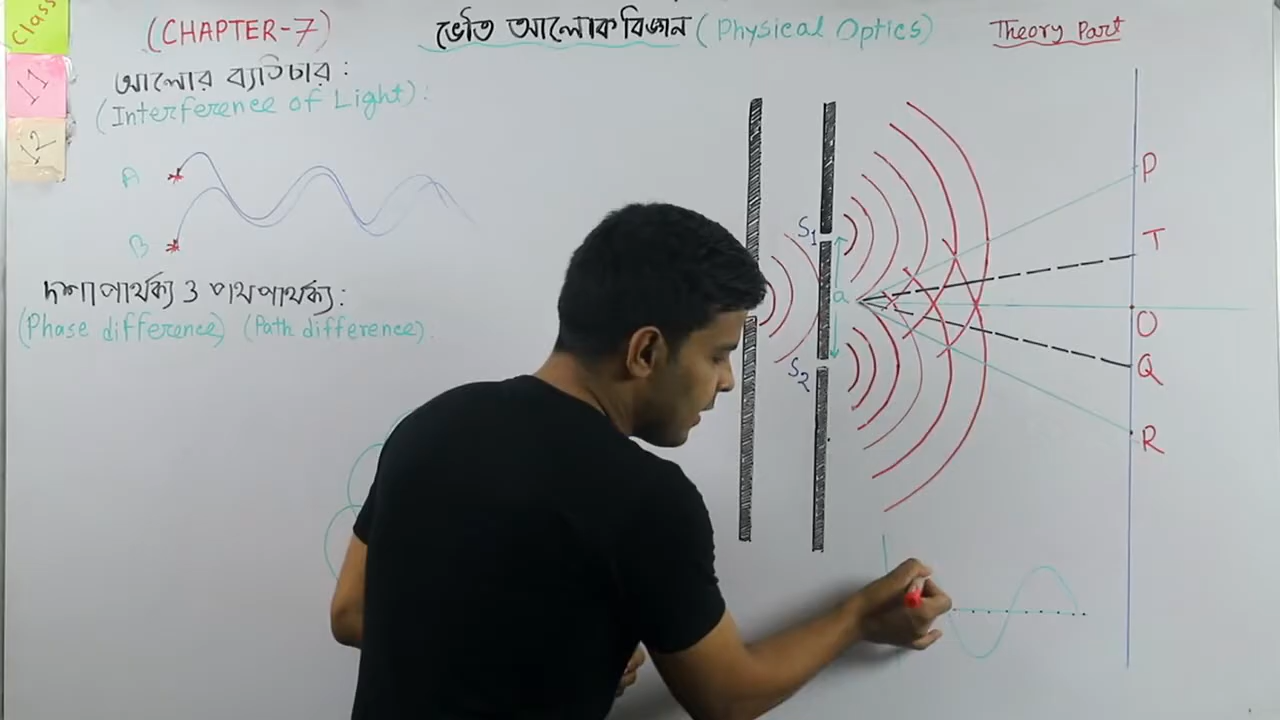 Class
11
12
(CHAPTER-7)
ভৌত আলোকবিজ্ঞান (Physical Optics)
Theory Part
আলোর ব্যাতিচার :
(Interference of Light) :
A
B
দশাপার্থক্য ও পথপার্থক্য :
(Phase difference) (Path difference).
S1
a
S2
P
T
O
Q
R